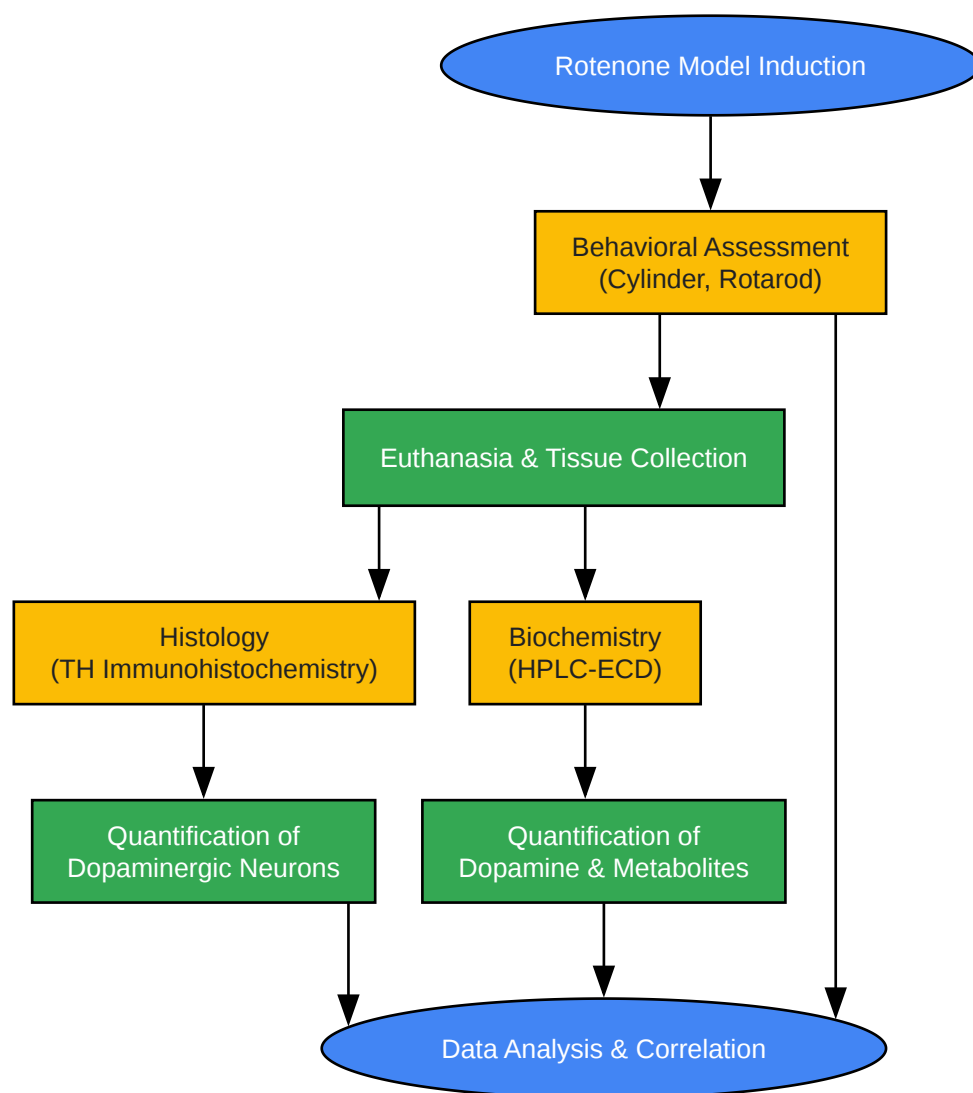 Rotenone Model Induction
Behavioral Assessment
(Cylinder, Rotarod)
Euthanasia & Tissue Collection
Histology
(TH Immunohistochemistry)
Biochemistry
(HPLC-ECD)
Quantification of
Dopaminergic Neurons
Quantification of
Dopamine & Metabolites
Data Analysis & Correlation